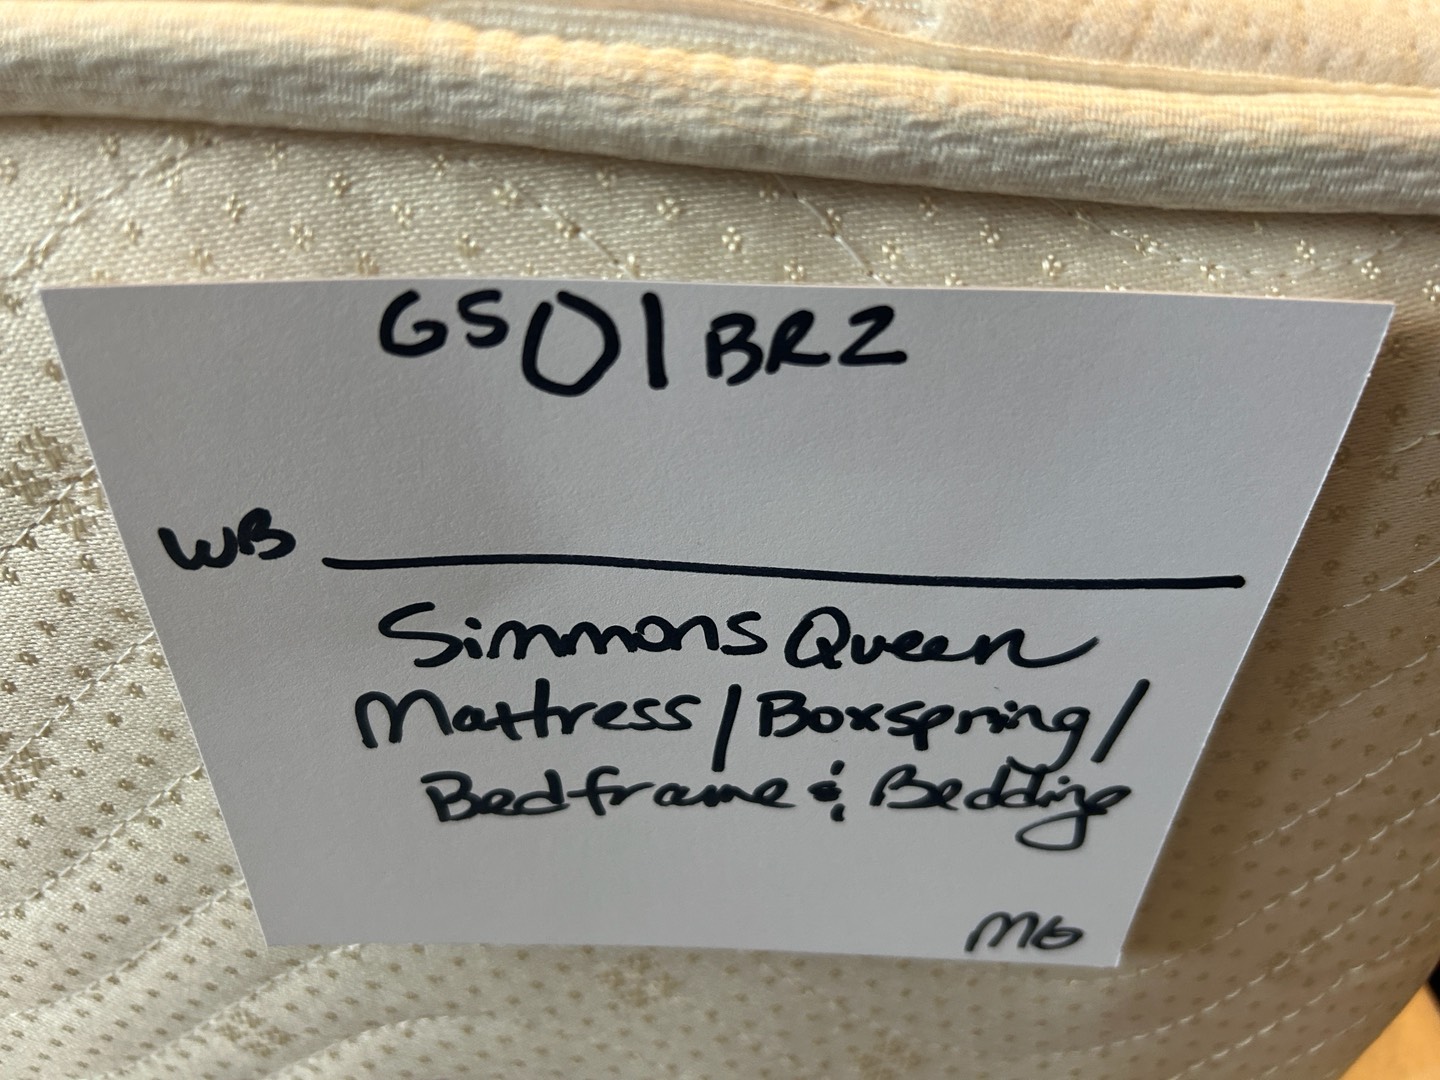 GS01BR2
WB
Simmons Queen
Mattress/Boxspring/
Bedframe & Bedding
MG